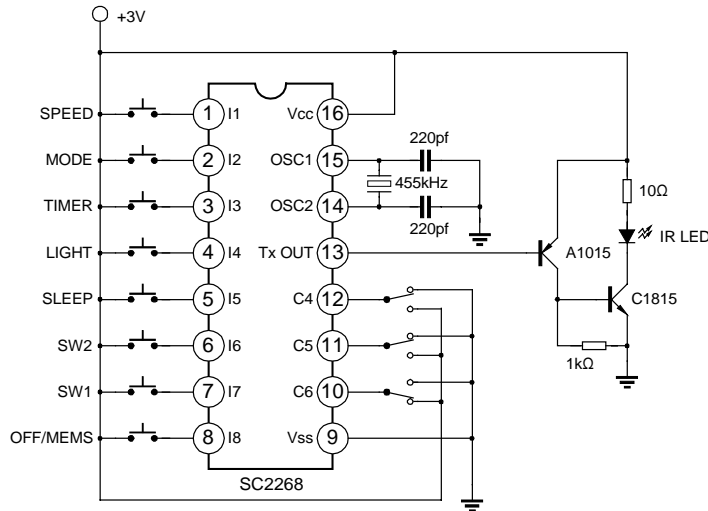 +3V
SPEED 1 I1 Vcc 16
220pf
MODE 2 I2 OSC1 15
455kHz
10Ω
TIMER 3 I3 OSC2 14
220pf
IR LED
LIGHT 4 I4 Tx OUT 13
A1015
SLEEP 5 I5 C4 12
C1815
SW2 6 I6 C5 11
1kΩ
SW1 7 I7 C6 10
OFF/MEMS 8 I8 Vss 9
SC2268